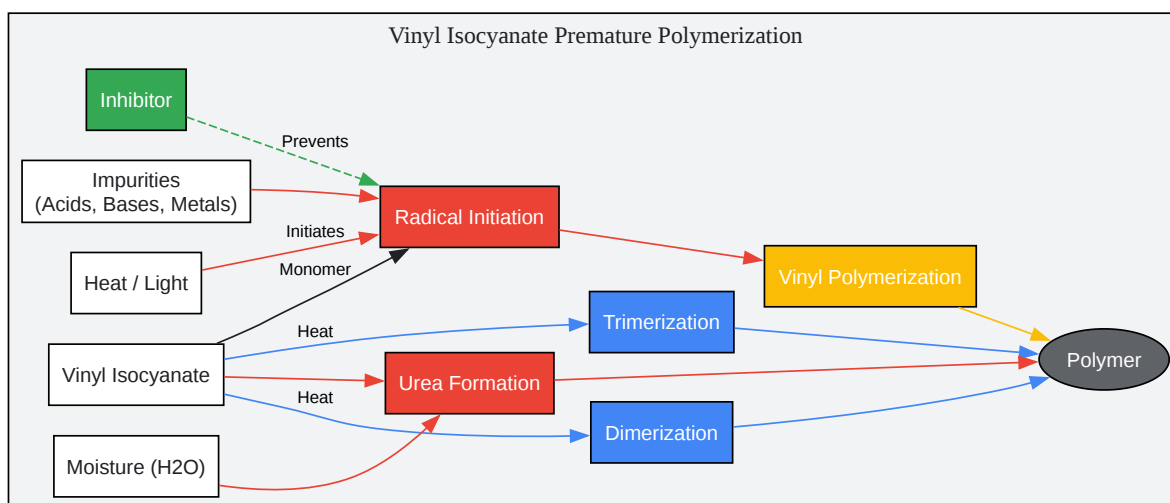 Vinyl Isocyanate Premature Polymerization
Inhibitor
Prevents
Impurities
(Acids, Bases, Metals)
Radical Initiation
Initiates
Heat / Light
Monomer
Vinyl Polymerization
Heat
Trimerization
Vinyl Isocyanate
Urea Formation
Polymer
Heat
Dimerization
Moisture (H2O)